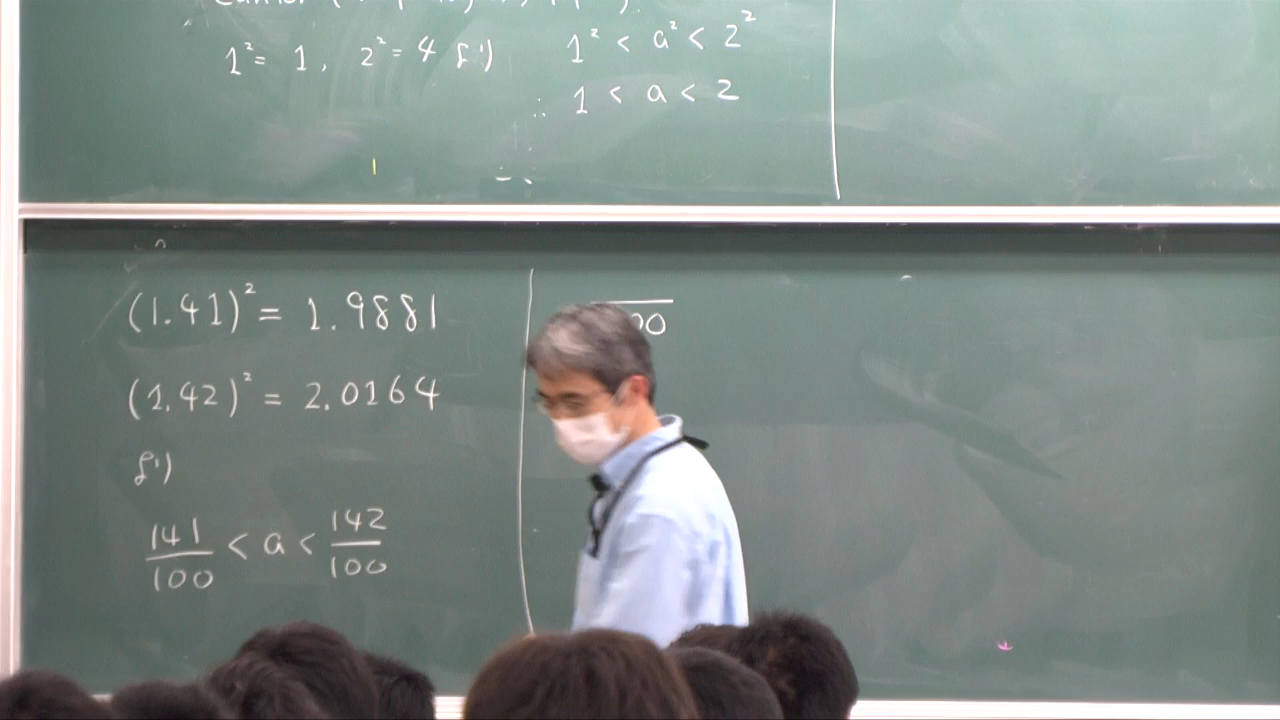 1² = 1, 2² = 4 より 1² < a² < 2²
∴ 1 < a < 2
(1.41)² = 1.9881
(1.42)² = 2.0164
より
141/100 < a < 142/100
00